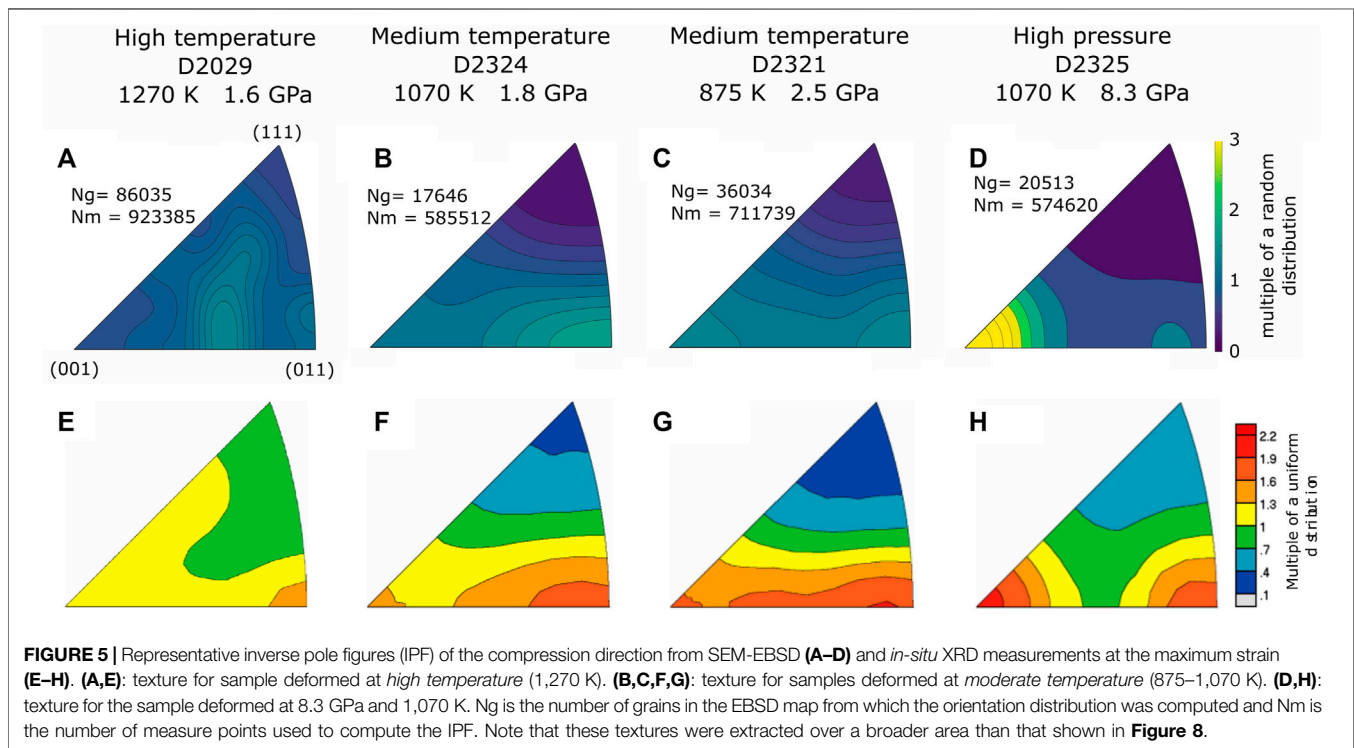 High temperature
D2029
1270 K 1.6 GPa
Medium temperature
D2324
1070 K 1.8 GPa
Medium temperature
D2321
875 K 2.5 GPa
High pressure
D2325
1070 K 8.3 GPa
(111)
A
Ng= 86035
Nm = 923385
(001)
(011)
B
Ng= 17646
Nm= 585512
C
Ng= 36034
Nm = 711739
D
Ng= 20513
Nm = 574620
3
2
1
0
multiple of a random
distribution
E
F
G
H
2.2
1.9
1.6
1.3
1
.7
.4
.1
Multiple of a uniform
distribution
FIGURE 5 | Representative inverse pole figures (IPF) of the compression direction from SEM-EBSD (A–D) and in-situ XRD measurements at the maximum strain
(E–H). (A,E): texture for sample deformed at high temperature (1,270 K). (B,C,F,G): texture for samples deformed at moderate temperature (875–1,070 K). (D,H):
texture for the sample deformed at 8.3 GPa and 1,070 K. Ng is the number of grains in the EBSD map from which the orientation distribution was computed and Nm is
the number of measure points used to compute the IPF. Note that these textures were extracted over a broader area than that shown in Figure 8.